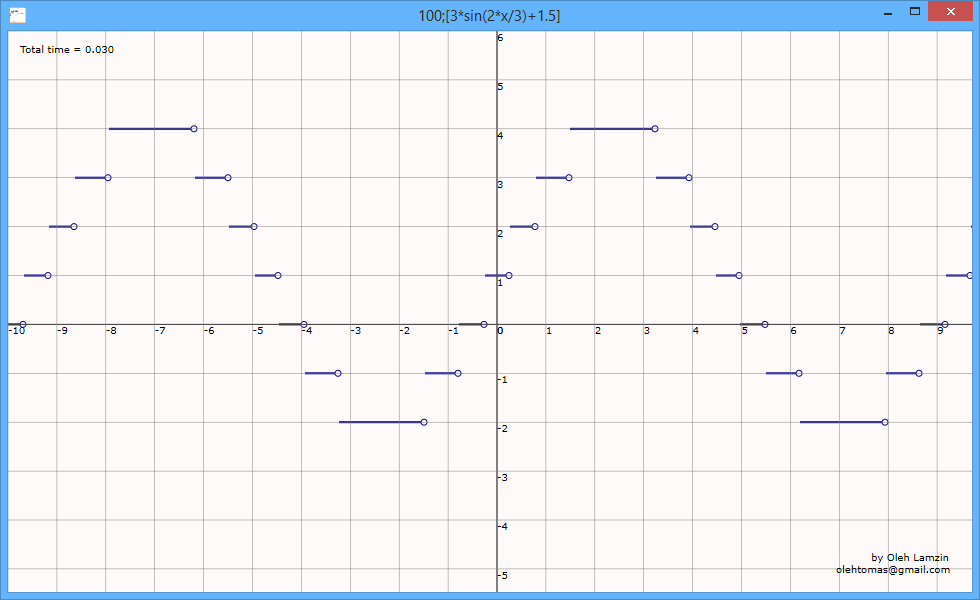 100;[3*sin(2*x/3)+1.5]
Total time = 0.030
6
5
4
3
2
1
-10 -9 -8 -7 -6 -5 -4 -3 -2 -1 0 1 2 3 4 5 6 7 8 9
-1
-2
-3
-4
-5
by Oleh Lamzin
olehtomas@gmail.com